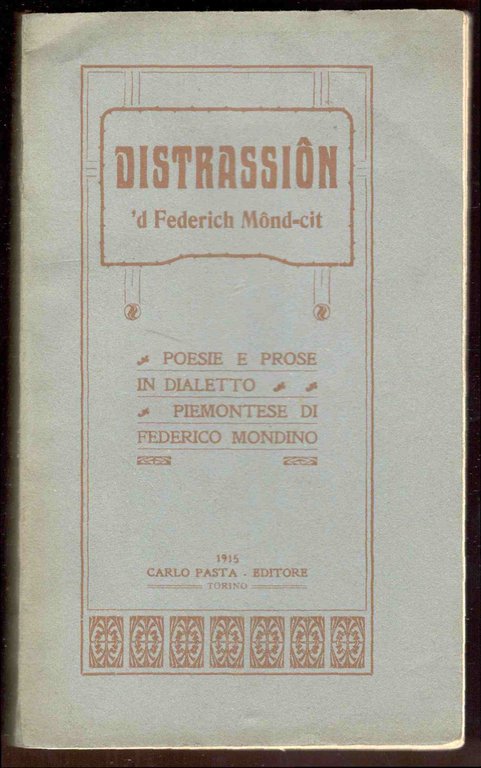 DISTRASSIÔN
'd Federich Mônd-cit
POESIE E PROSE
IN DIALETTO
PIEMONTESE DI
FEDERICO MONDINO
1915
CARLO PASTA - EDITORE
TORINO